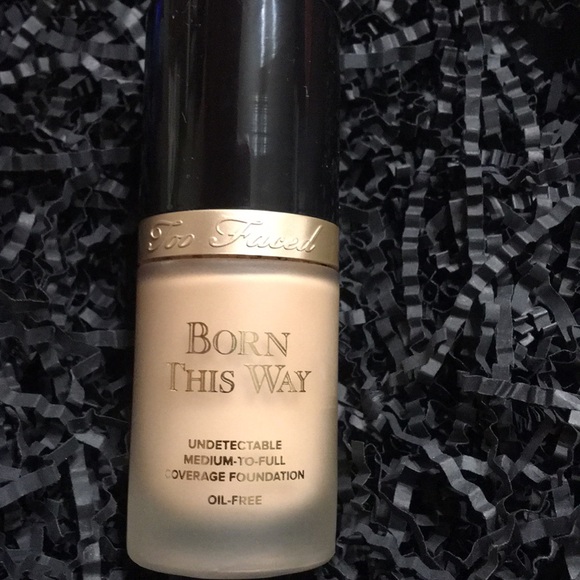 Too Faced
BORN
THIS WAY
UNDETECTABLE
MEDIUM-TO-FULL
COVERAGE FOUNDATION
OIL-FREE